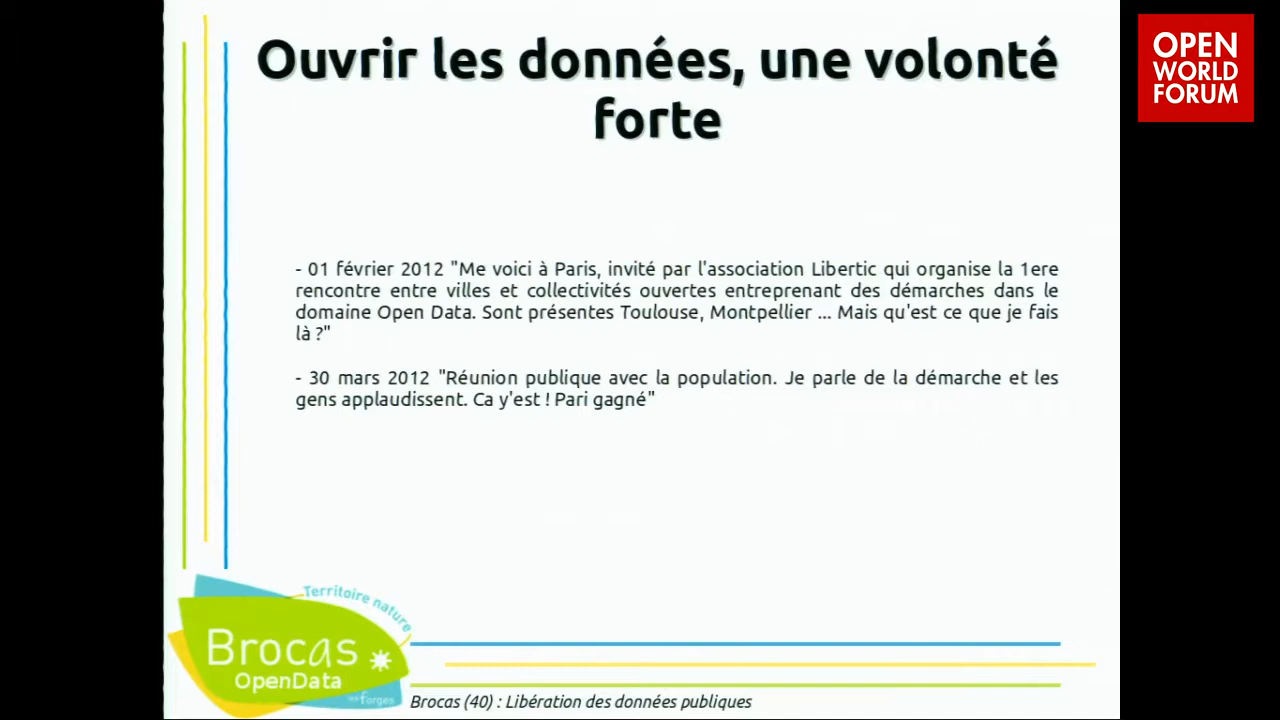 Ouvrir les données, une volonté
forte
OPEN
WORLD
FORUM
- 01 février 2012 "Me voici à Paris, invité par l'association Libertic qui organise la 1ere
rencontre entre villes et collectivités ouvertes entreprenant des démarches dans le
domaine Open Data. Sont présentes Toulouse, Montpellier ... Mais qu'est ce que je fais
là ?"
- 30 mars 2012 "Réunion publique avec la population. Je parle de la démarche et les
gens applaudissent. Ca y'est ! Pari gagné"
Territoire nature
Brocas
OpenData
les forges
Brocas (40) : Libération des données publiques